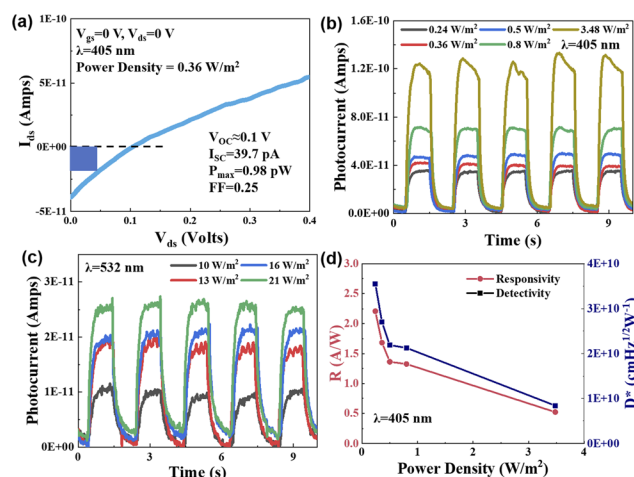 (a)
V_gs=0 V, V_ds=0 V
λ=405 nm
Power Density = 0.36 W/m²
V_OC≈0.1 V
I_SC=39.7 pA
P_max=0.98 pW
FF=0.25
I_ds (Amps)
5E-11
0E+00
-5E-11
0.0 0.1 0.2 0.3 0.4
V_ds (Volts)
(b)
0.24 W/m² 0.5 W/m² 3.48 W/m²
0.36 W/m² 0.8 W/m² λ=405 nm
Photocurrent (Amps)
1.6E-10
1.2E-10
8.0E-11
4.0E-11
0.0E+00
0 3 6 9
Time (s)
(c)
λ=532 nm
10 W/m² 16 W/m²
13 W/m² 21 W/m²
Photocurrent (Amps)
3E-11
2E-11
1E-11
0E+00
0 3 6 9
Time (s)
(d)
Responsivity
Detectivity
λ=405 nm
R (A/W)
3.0
2.5
2.0
1.5
1.0
0.5
0.0
D* (cmHz^1/2W^-1)
4E+10
3E+10
2E+10
1E+10
0E+00
0 1 2 3 4
Power Density (W/m²)